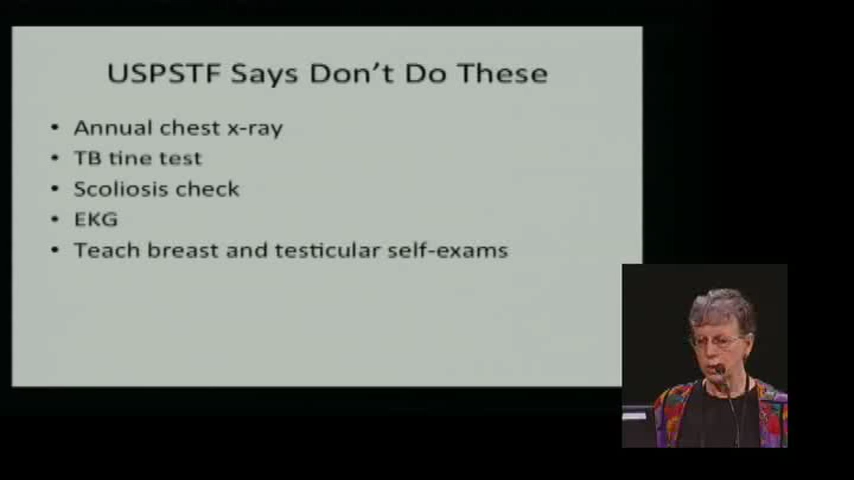 USPSTF Says Don't Do These
• Annual chest x-ray
• TB tine test
• Scoliosis check
• EKG
• Teach breast and testicular self-exams